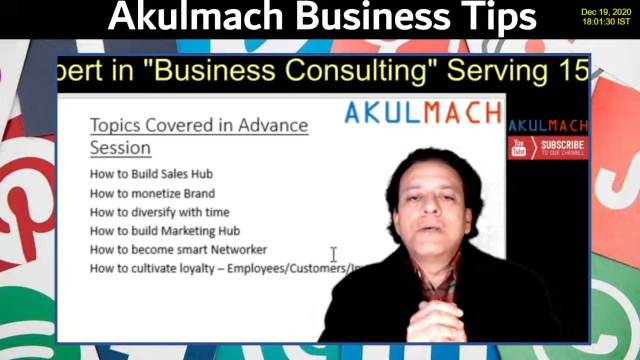 Akulmach Business Tips
Dec 19, 2020
18:01:30 IST
"Business Consulting" Serving 15
AKULMACH
Topics Covered in Advance
Session
AKULMACH
You Tube SUBSCRIBE
TO OUR CHANNEL
How to Build Sales Hub
How to monetize Brand
How to diversify with time
How to build Marketing Hub
How to become smart Networker
How to cultivate loyalty – Employees/Customers/